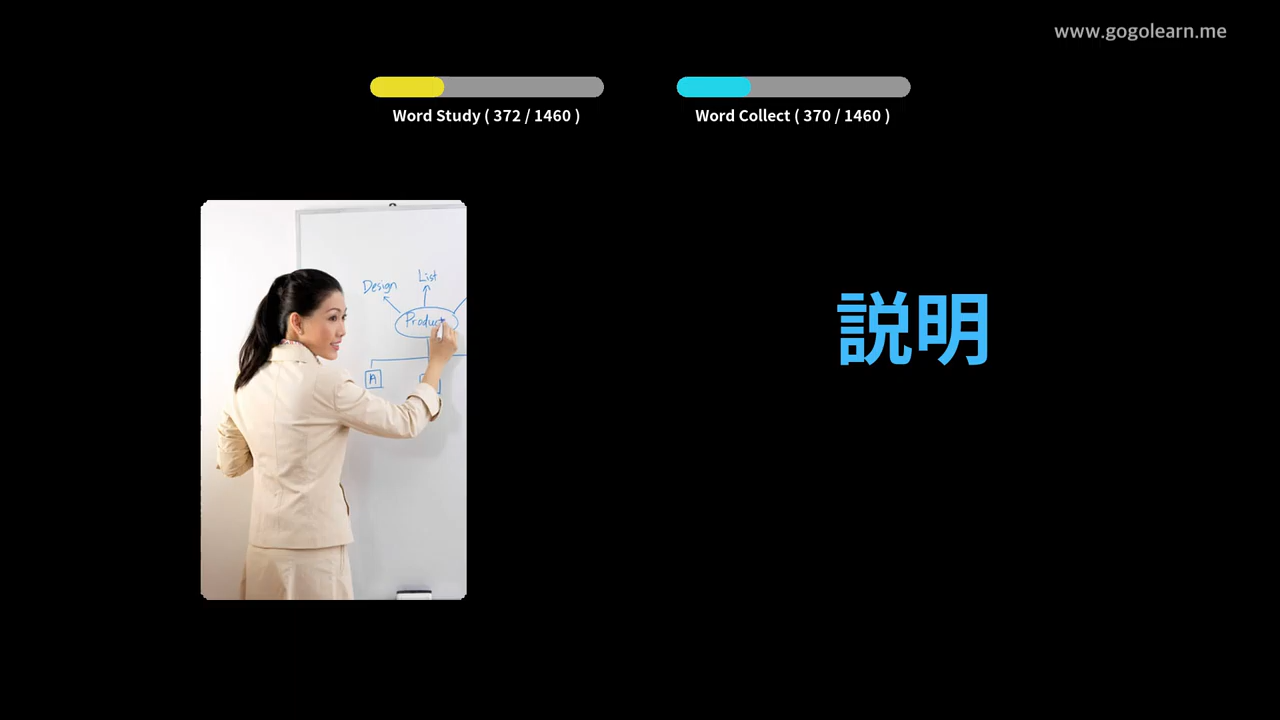 www.gogolearn.me
Word Study ( 372 / 1460 )
Word Collect ( 370 / 1460 )
List
Design
Product
説明
A